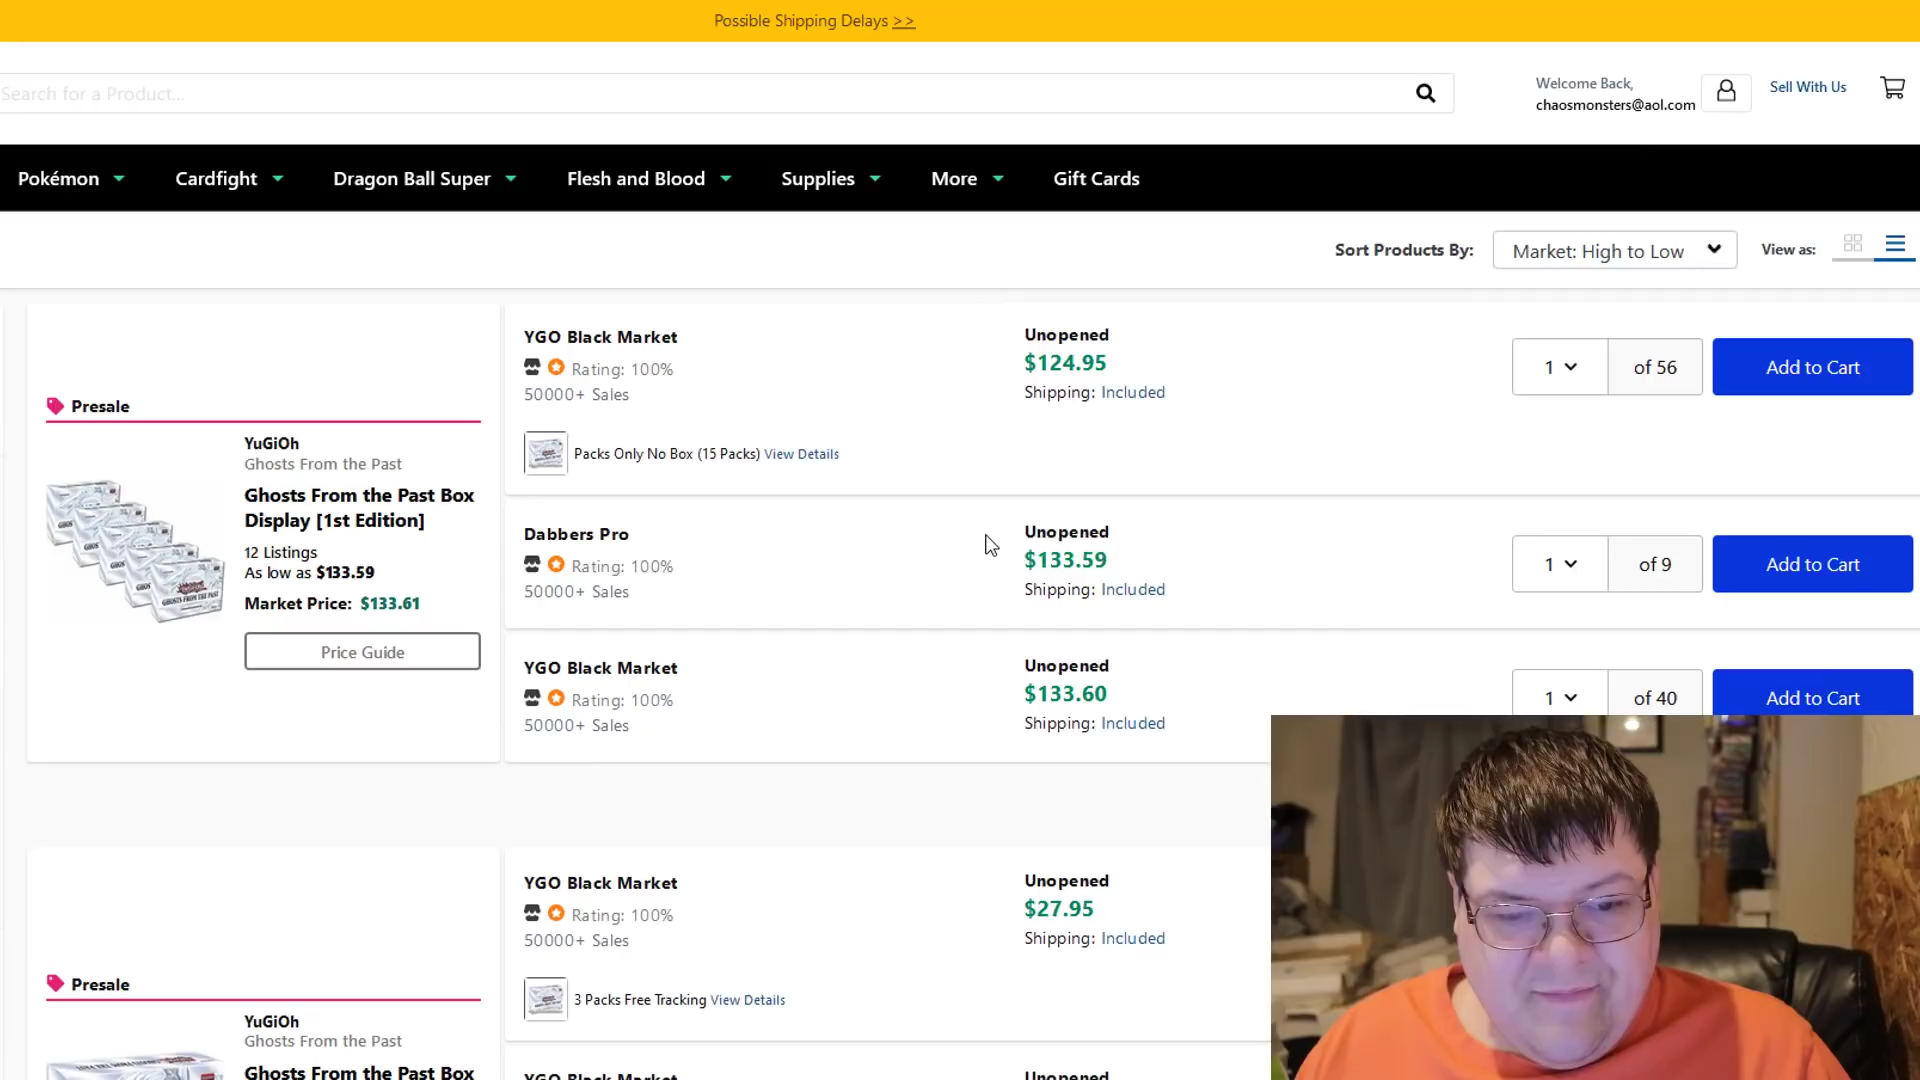 Possible Shipping Delays >>
Search for a Product...
Welcome Back,
chaosmonsters@aol.com
Sell With Us
Pokémon
Cardfight
Dragon Ball Super
Flesh and Blood
Supplies
More
Gift Cards
Sort Products By:
Market: High to Low
View as:
Presale
YuGiOh
Ghosts From the Past
Ghosts From the Past Box
Display [1st Edition]
12 Listings
As low as $133.59
Market Price: $133.61
Price Guide
GHOSTS FROM THE PAST
YGO Black Market
Rating: 100%
50000+ Sales
Packs Only No Box (15 Packs) View Details
Unopened
$124.95
Shipping: Included
1
of 56
Add to Cart
Dabbers Pro
Rating: 100%
50000+ Sales
Unopened
$133.59
Shipping: Included
1
of 9
Add to Cart
YGO Black Market
Rating: 100%
50000+ Sales
Unopened
$133.60
Shipping: Included
1
of 40
Add to Cart
Presale
YuGiOh
Ghosts From the Past
Ghosts From the Past Box
YGO Black Market
Rating: 100%
50000+ Sales
3 Packs Free Tracking View Details
Unopened
$27.95
Shipping: Included
YGO Black Market
Unopened